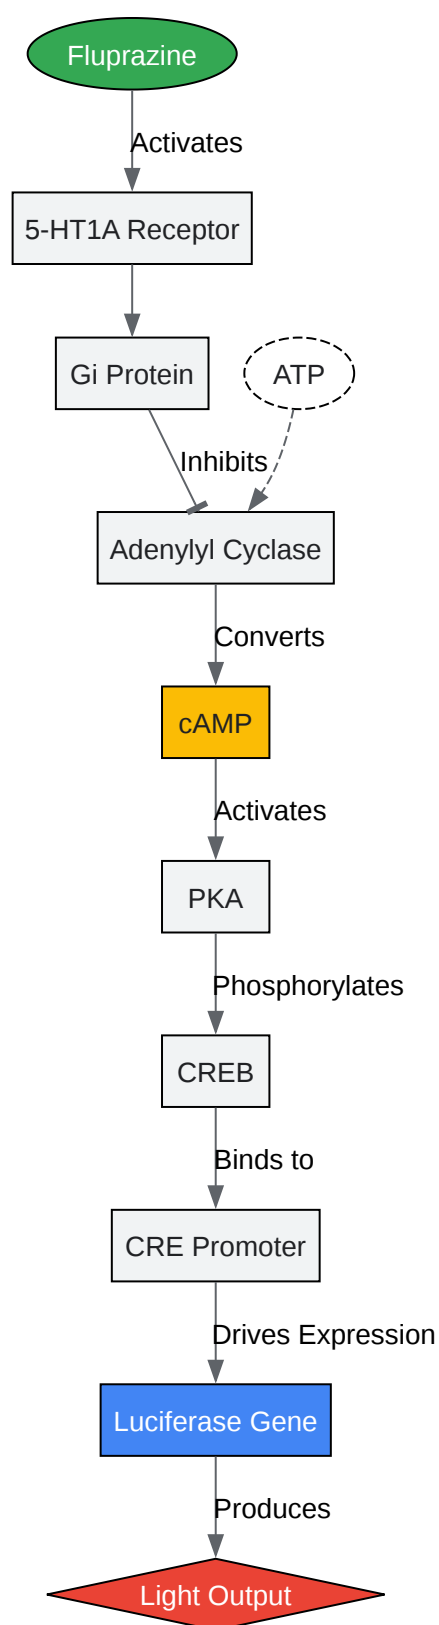 Fluprazine
Activates
5-HT1A Receptor
Gi Protein
ATP
Inhibits
Adenylyl Cyclase
Converts
cAMP
Activates
PKA
Phosphorylates
CREB
Binds to
CRE Promoter
Drives Expression
Luciferase Gene
Produces
Light Output